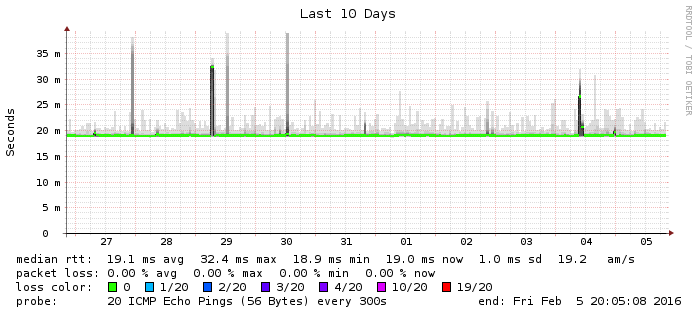 Last 10 Days
RRDTOOL / TOBI OETIKER
Seconds
35 m
30 m
25 m
20 m
15 m
10 m
5 m
0
27 28 29 30 31 01 02 03 04 05
median rtt: 19.1 ms avg 32.4 ms max 18.9 ms min 19.0 ms now 1.0 ms sd 19.2 am/s
packet loss: 0.00 % avg 0.00 % max 0.00 % min 0.00 % now
loss color: 0 1/20 2/20 3/20 4/20 10/20 19/20
probe: 20 ICMP Echo Pings (56 Bytes) every 300s end: Fri Feb 5 20:05:08 2016